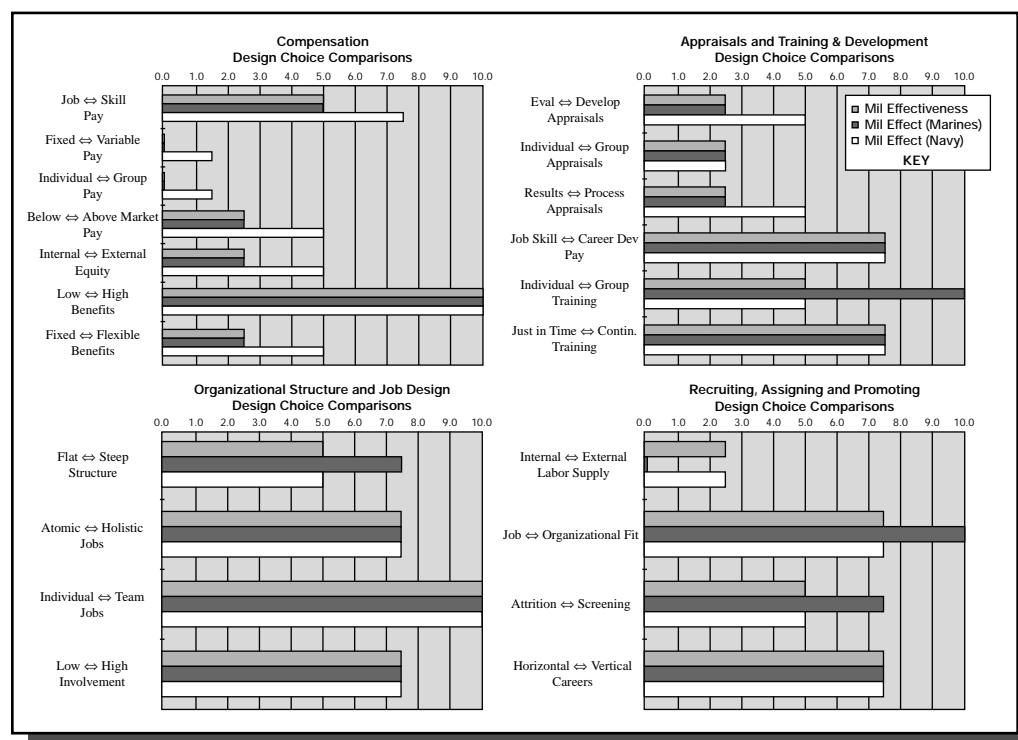 Compensation
Design Choice Comparisons
0.0 1.0 2.0 3.0 4.0 5.0 6.0 7.0 8.0 9.0 10.0
Job ⇔ Skill
Pay
Fixed ⇔ Variable
Pay
Individual ⇔ Group
Pay
Below ⇔ Above Market
Pay
Internal ⇔ External
Equity
Low ⇔ High
Benefits
Fixed ⇔ Flexible
Benefits
Appraisals and Training & Development
Design Choice Comparisons
0.0 1.0 2.0 3.0 4.0 5.0 6.0 7.0 8.0 9.0 10.0
Eval ⇔ Develop
Appraisals
Individual ⇔ Group
Appraisals
Results ⇔ Process
Appraisals
Job Skill ⇔ Career Dev
Pay
Individual ⇔ Group
Training
Just in Time ⇔ Contin.
Training
Mil Effectiveness
Mil Effect (Marines)
Mil Effect (Navy)
KEY
Organizational Structure and Job Design
Design Choice Comparisons
0.0 1.0 2.0 3.0 4.0 5.0 6.0 7.0 8.0 9.0 10.0
Flat ⇔ Steep
Structure
Atomic ⇔ Holistic
Jobs
Individual ⇔ Team
Jobs
Low ⇔ High
Involvement
Recruiting, Assigning and Promoting
Design Choice Comparisons
0.0 1.0 2.0 3.0 4.0 5.0 6.0 7.0 8.0 9.0 10.0
Internal ⇔ External
Labor Supply
Job ⇔ Organizational Fit
Attrition ⇔ Screening
Horizontal ⇔ Vertical
Careers